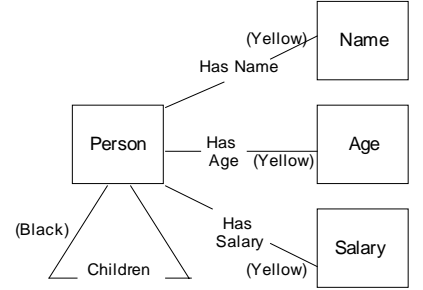 (Yellow)
Name
Has Name
Person
Has
Age
(Yellow)
Age
Has
Salary
(Black)
Children
(Yellow)
Salary